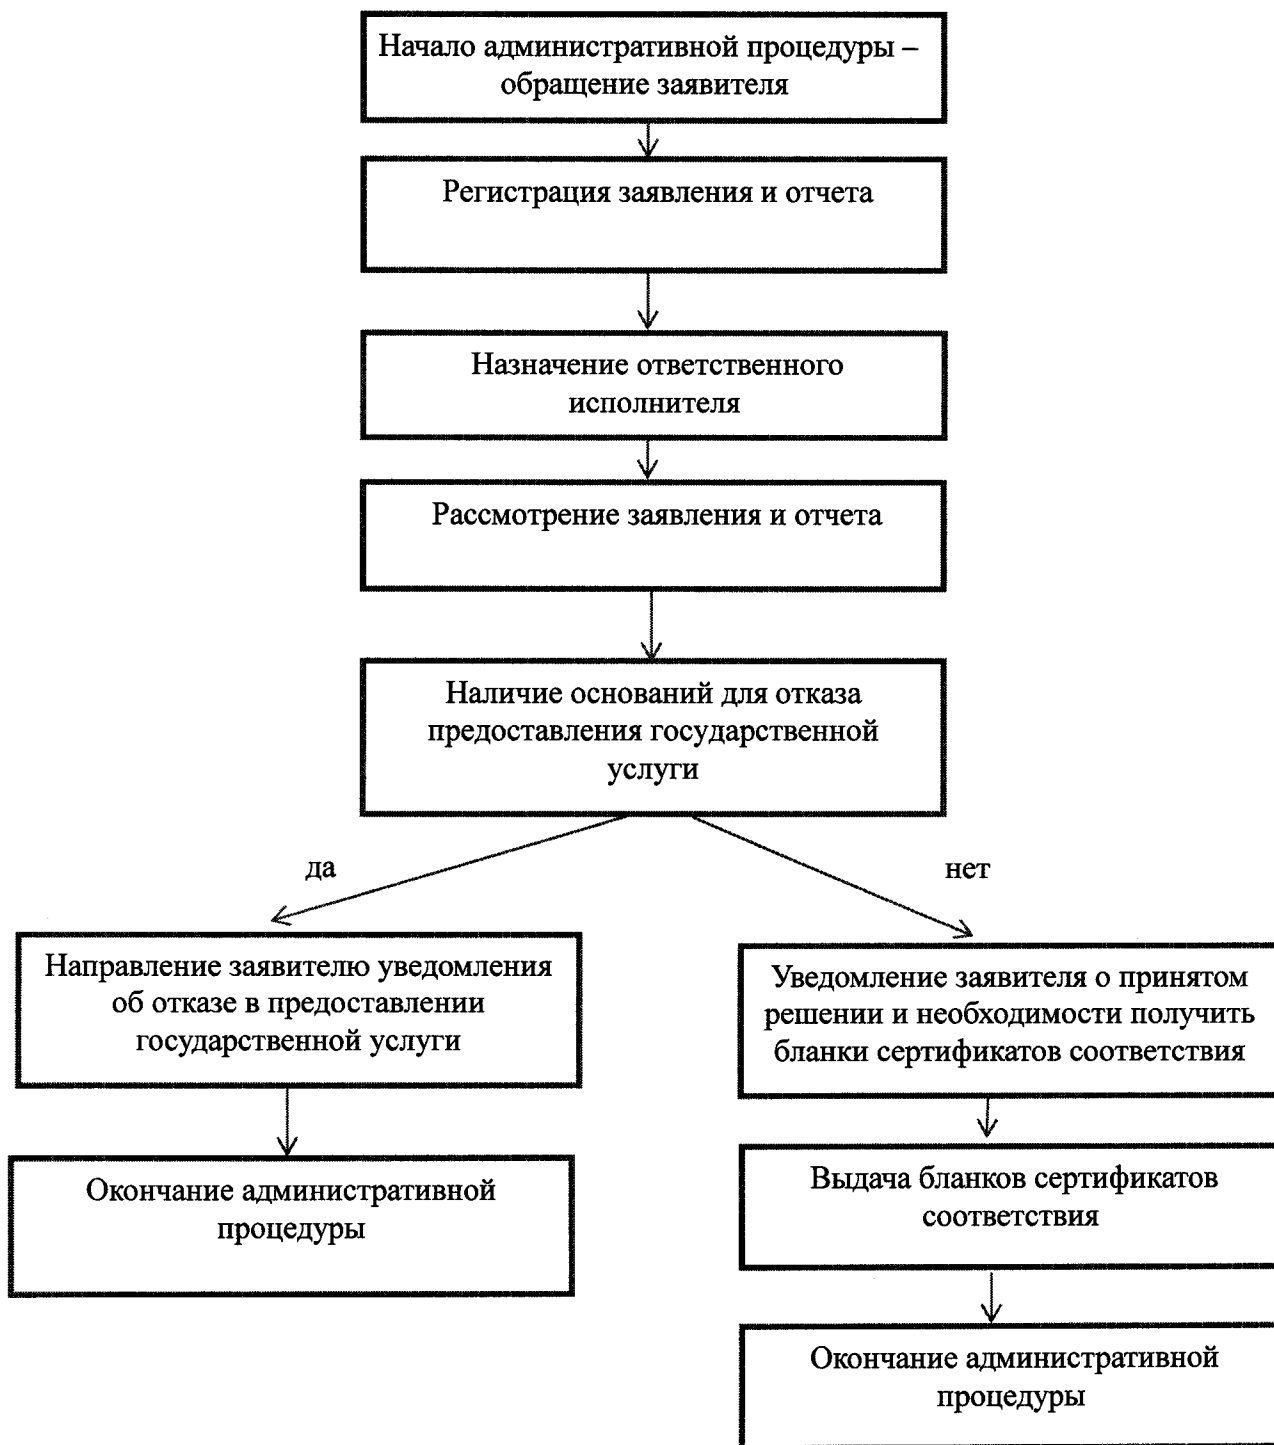 Начало административной процедуры –
обращение заявителя
Регистрация заявления и отчета
Назначение ответственного
исполнителя
Рассмотрение заявления и отчета
Наличие оснований для отказа
предоставления государственной
услуги
да
нет
Направление заявителю уведомления
об отказе в предоставлении
государственной услуги
Окончание административной
процедуры
Уведомление заявителя о принятом
решении и необходимости получить
бланки сертификатов соответствия
Выдача бланков сертификатов
соответствия
Окончание административной
процедуры